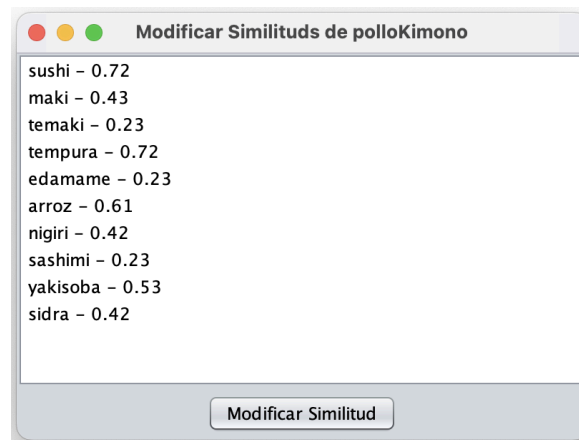 Modificar Similituds de polloKimono
sushi – 0.72
maki – 0.43
temaki – 0.23
tempura – 0.72
edamame – 0.23
arroz – 0.61
nigiri – 0.42
sashimi – 0.23
yakisoba – 0.53
sidra – 0.42
Modificar Similitud